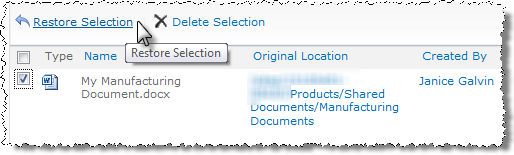 Restore Selection Delete Selection
Restore Selection
Type Name Original Location Created By
My Manufacturing Document.docx
Products/Shared
Documents/Manufacturing
Documents
Janice Galvin